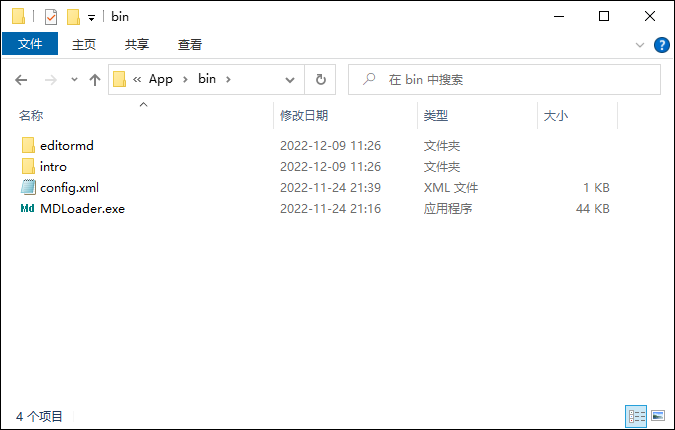 bin
文件 主页 共享 查看
« App › bin › 在 bin 中搜索
名称 修改日期 类型 大小
editormd 2022-12-09 11:26 文件夹
intro 2022-12-09 11:26 文件夹
config.xml 2022-11-24 21:39 XML 文件 1 KB
Md MDLoader.exe 2022-11-24 21:16 应用程序 44 KB
4 个项目